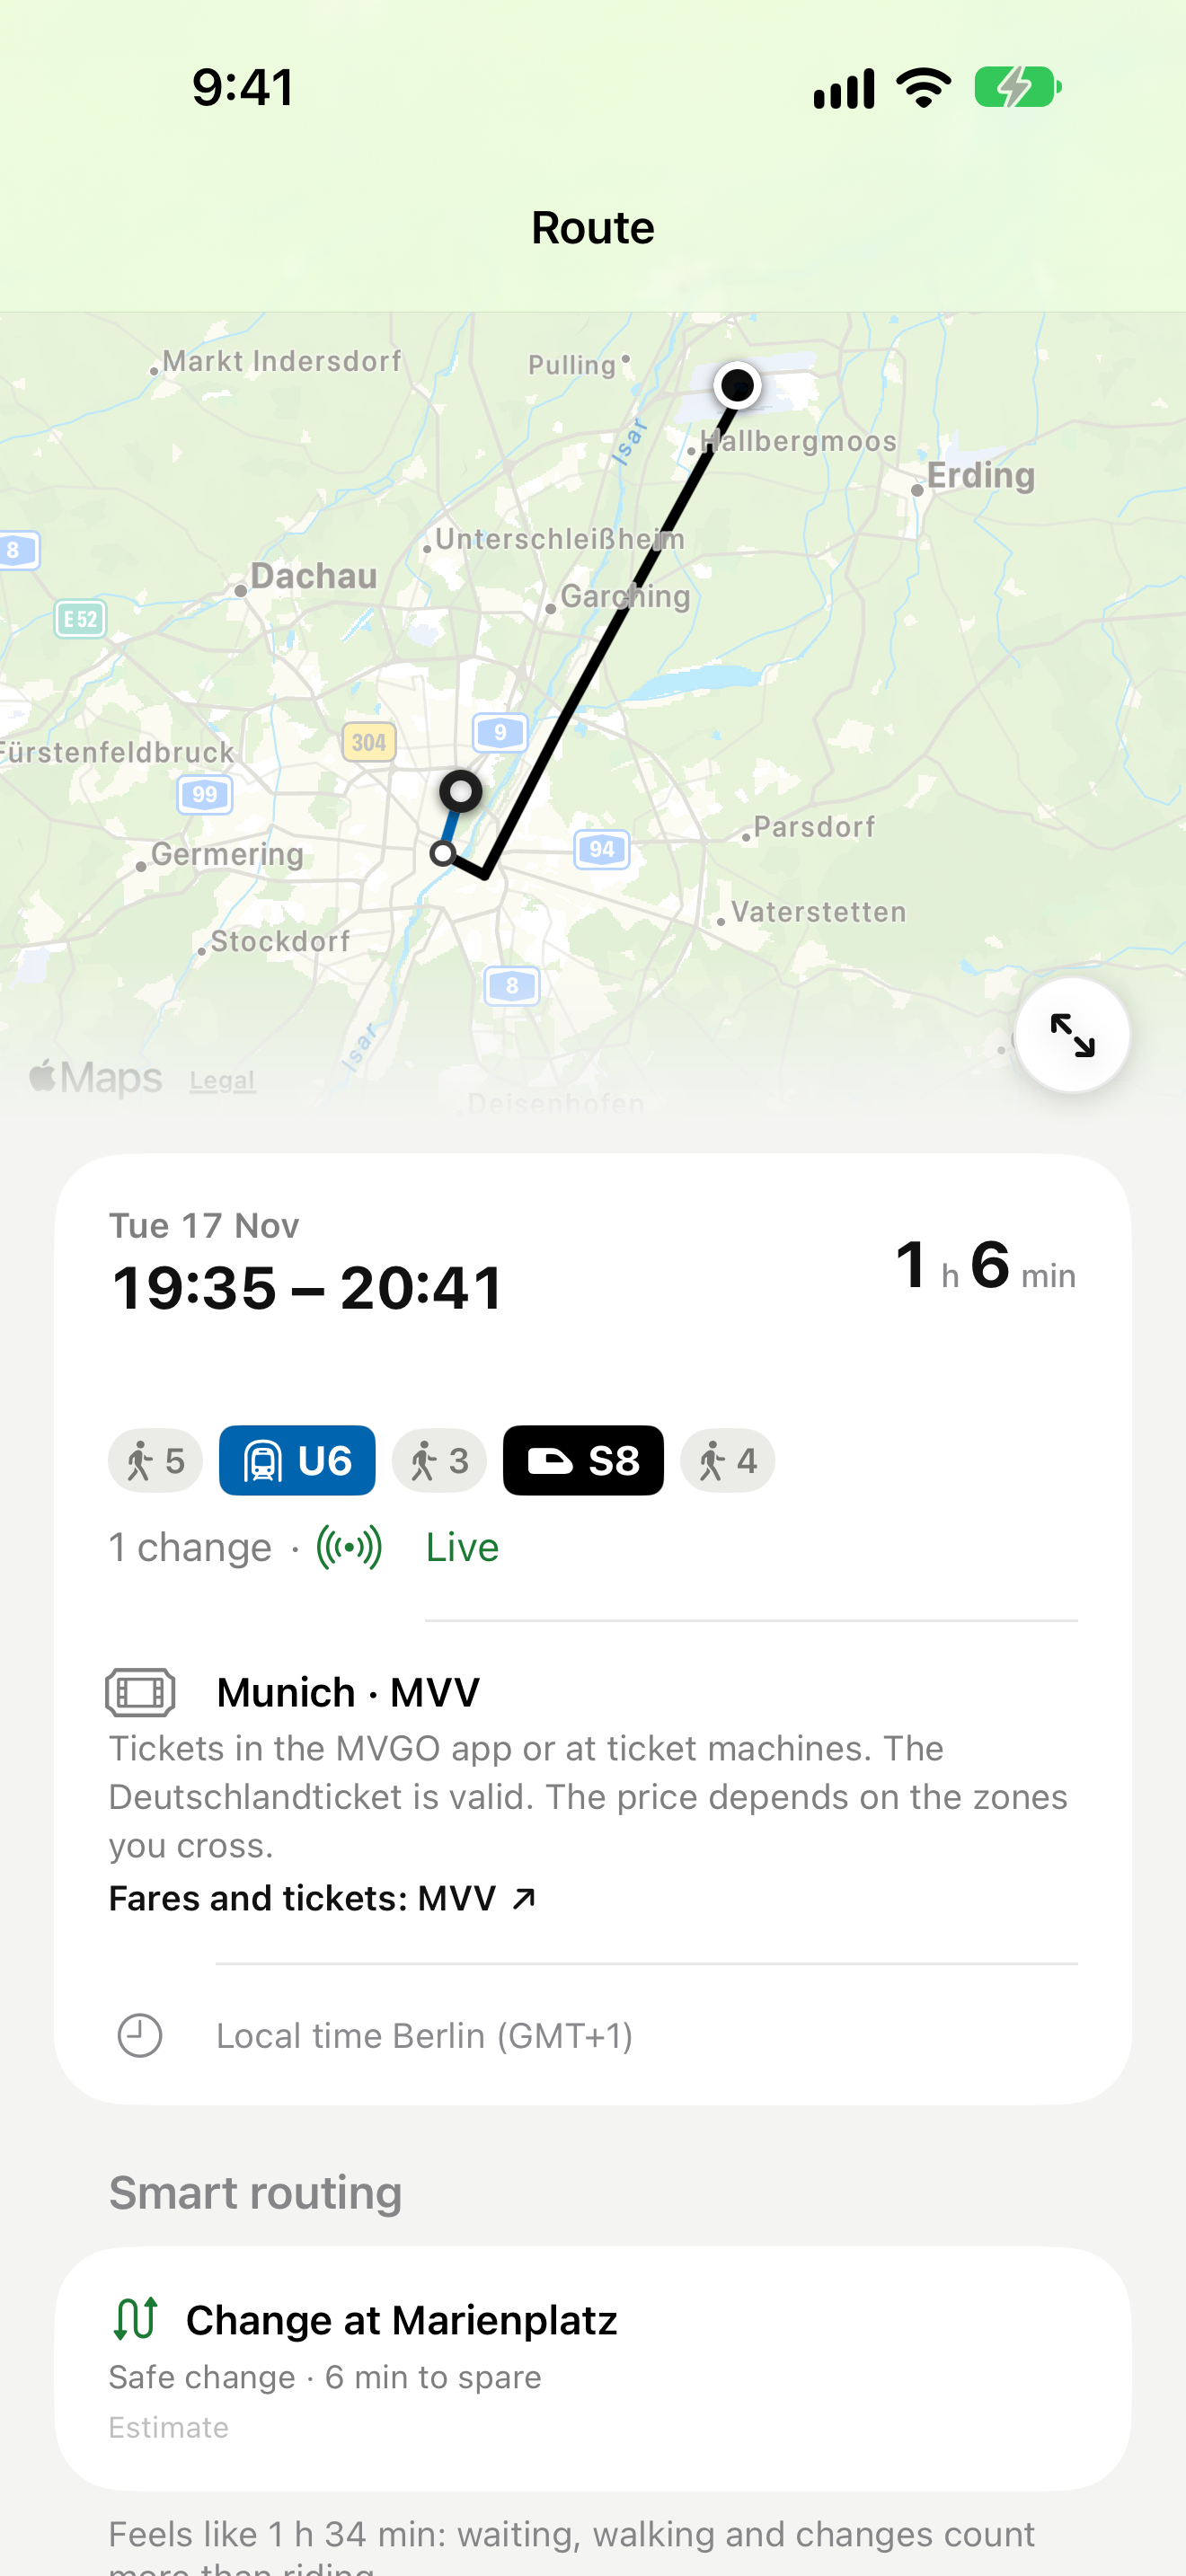 9:41
Route
Markt Indersdorf
Pulling
Isar
Hallbergmoos
Erding
8
Unterschleißheim
Dachau
E 52
Garching
9
304
Fürstenfeldbruck
99
Parsdorf
94
Germering
Vaterstetten
Stockdorf
8
Isar
Maps
Legal
Deisenhofen
Tue 17 Nov
19:35 – 20:41
1 h 6 min
5 U6 3 S8 4
1 change · Live
Munich · MVV
Tickets in the MVGO app or at ticket machines. The
Deutschlandticket is valid. The price depends on the zones
you cross.
Fares and tickets: MVV ↗
Local time Berlin (GMT+1)
Smart routing
Change at Marienplatz
Safe change · 6 min to spare
Estimate
Feels like 1 h 34 min: waiting, walking and changes count
more than riding